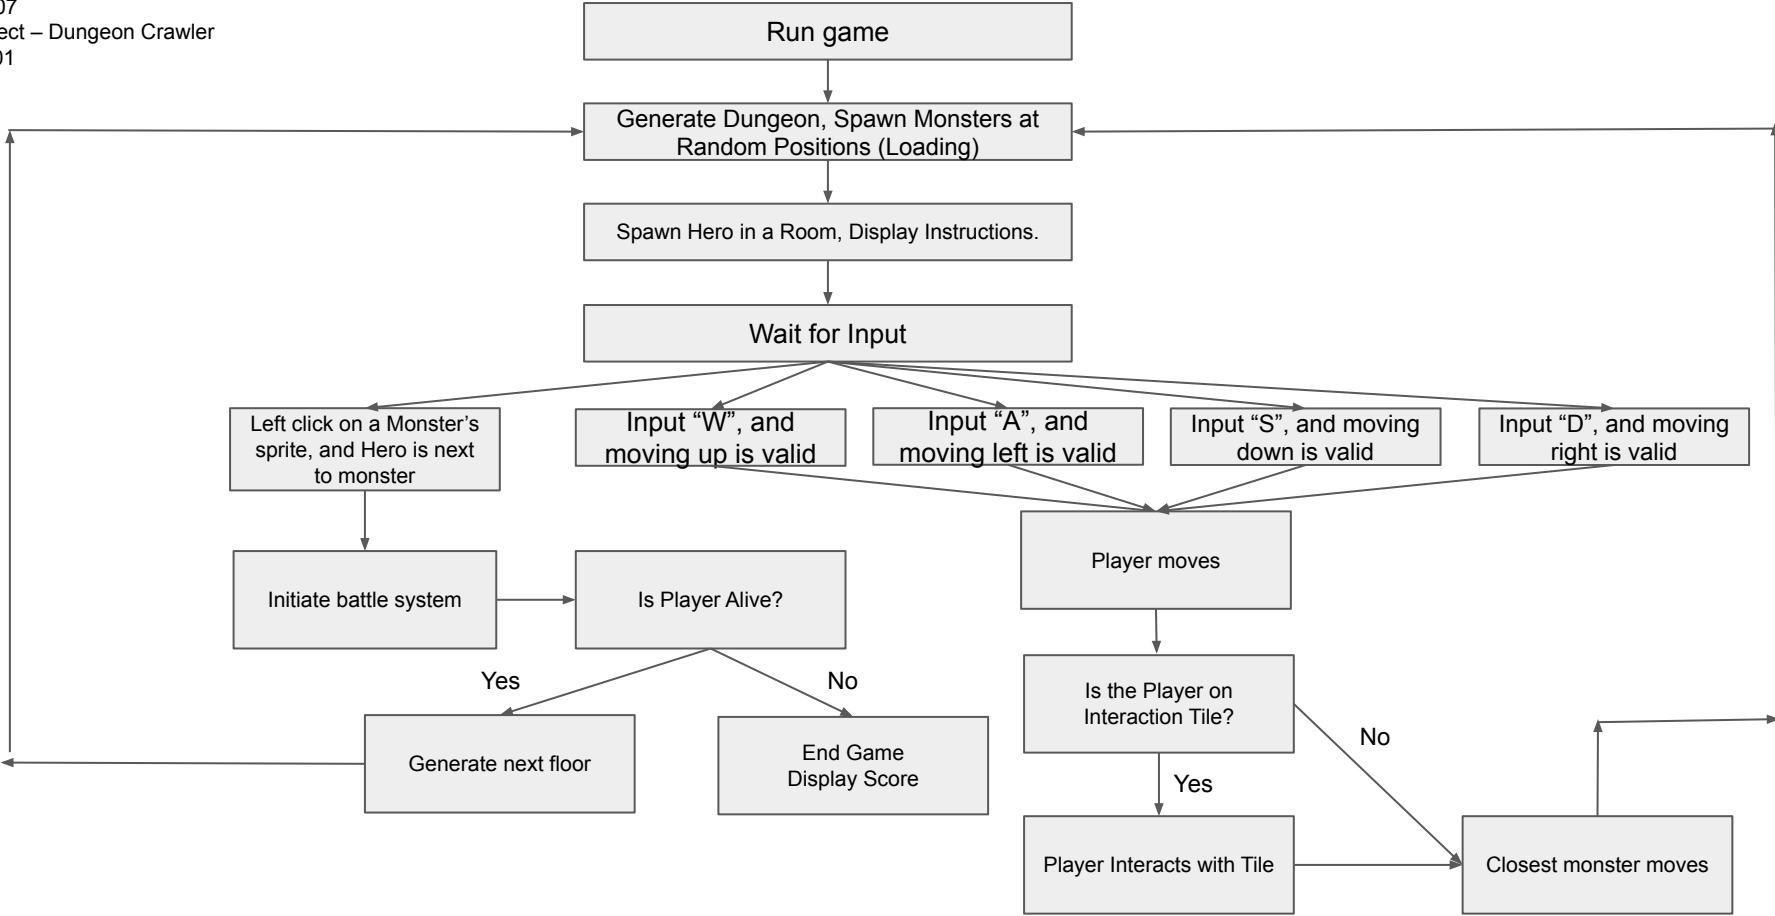 07
ect – Dungeon Crawler
01
Run game
Generate Dungeon, Spawn Monsters at
Random Positions (Loading)
Spawn Hero in a Room, Display Instructions.
Wait for Input
Left click on a Monster’s
sprite, and Hero is next
to monster
Input “W”, and
moving up is valid
Input “A”, and
moving left is valid
Input “S”, and moving
down is valid
Input “D”, and moving
right is valid
Player moves
Initiate battle system
Is Player Alive?
Yes
No
Is the Player on
Interaction Tile?
No
Generate next floor
End Game
Display Score
Yes
Player Interacts with Tile
Closest monster moves